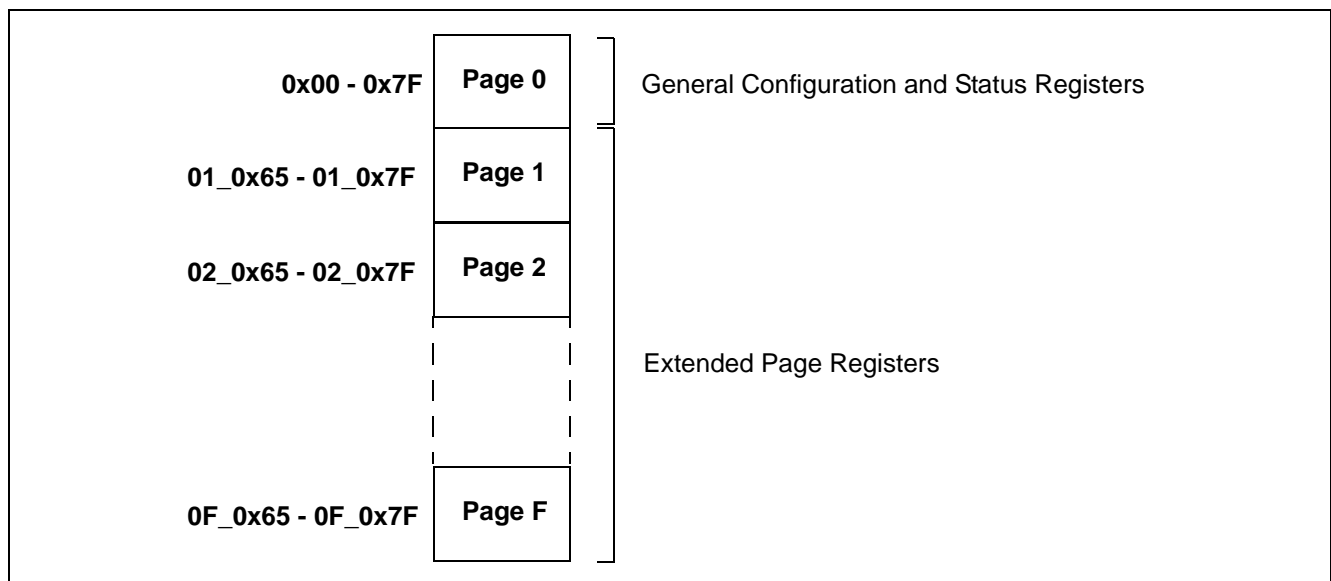 0x00 - 0x7F Page 0 General Configuration and Status Registers
01_0x65 - 01_0x7F Page 1
02_0x65 - 02_0x7F Page 2
Extended Page Registers
0F_0x65 - 0F_0x7F Page F